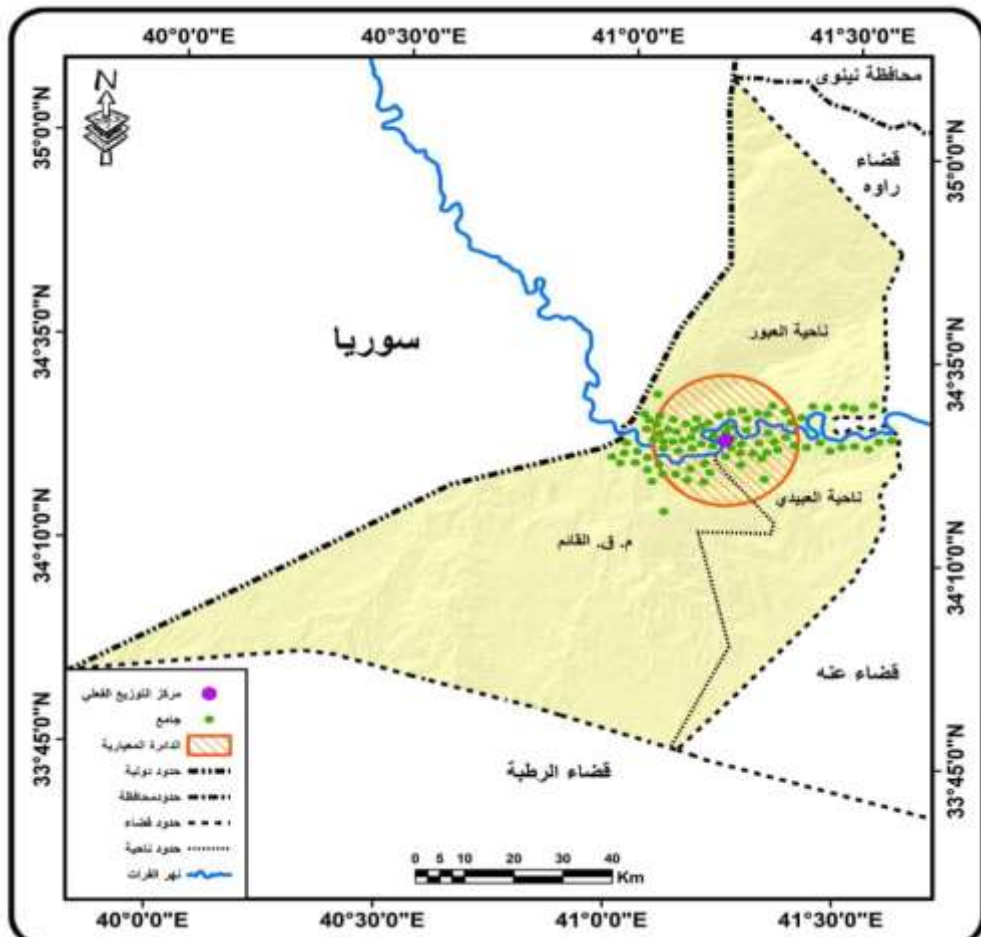 40°0'0"E 40°30'0"E 41°0'0"E 41°30'0"E
N
محافظة نينوى
35°0'0"N
35°0'0"N
قضاء
راوه
34°35'0"N
سوريا
ناحية العبور
34°35'0"N
ناحية العبيدي
م. ق. القائم
34°10'0"N
34°10'0"N
قضاء عنه
مركز التوزيع الفعلي
جامع
الدائرة المعيارية
حدود دولية
حدودمحافظة
حدود قضاء
حدود ناحية
نهر الفرات
33°45'0"N
قضاء الرطبة
33°45'0"N
0 5 10 20 30 40
Km
40°0'0"E 40°30'0"E 41°0'0"E 41°30'0"E